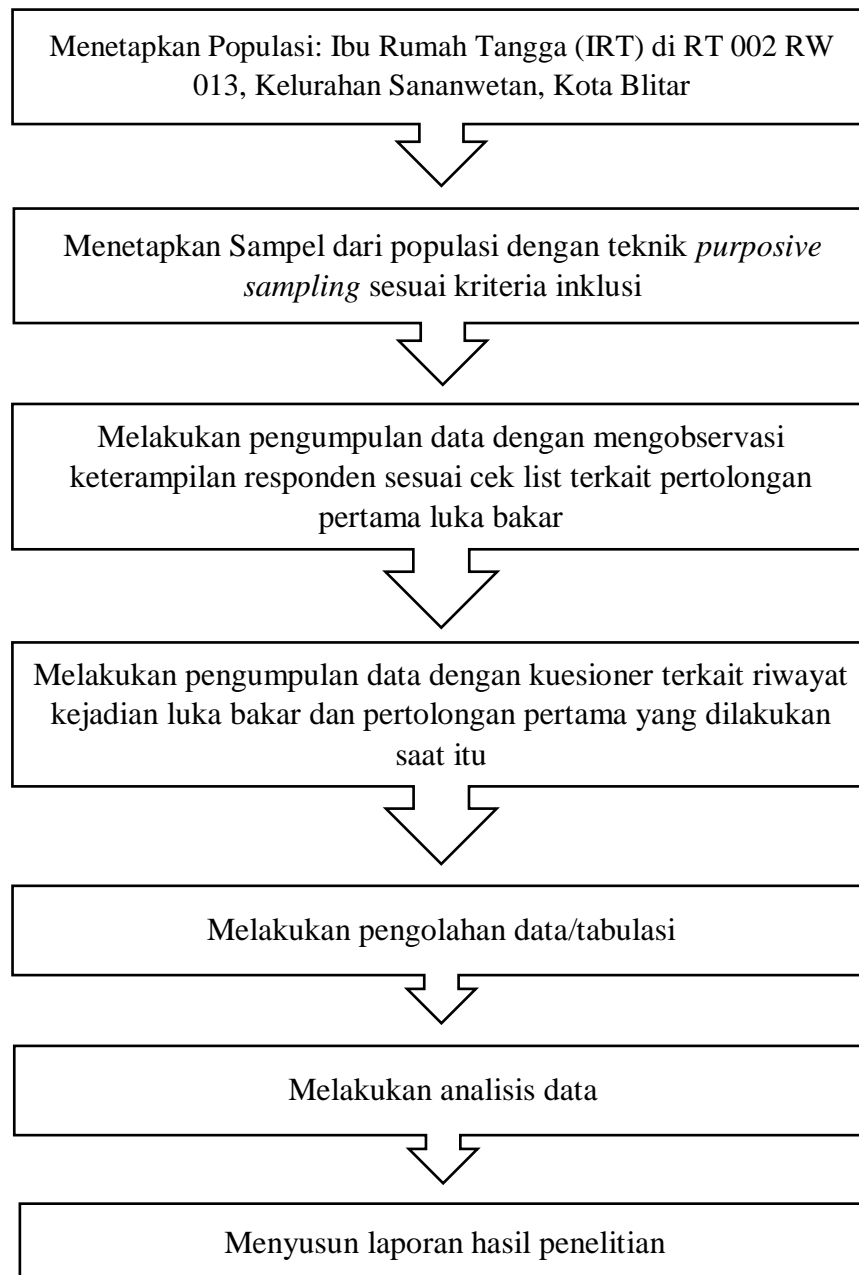 Menetapkan Populasi: Ibu Rumah Tangga (IRT) di RT 002 RW
013, Kelurahan Sananwetan, Kota Blitar
Menetapkan Sampel dari populasi dengan teknik purposive
sampling sesuai kriteria inklusi
Melakukan pengumpulan data dengan mengobservasi
keterampilan responden sesuai cek list terkait pertolongan
pertama luka bakar
Melakukan pengumpulan data dengan kuesioner terkait riwayat
kejadian luka bakar dan pertolongan pertama yang dilakukan
saat itu
Melakukan pengolahan data/tabulasi
Melakukan analisis data
Menyusun laporan hasil penelitian